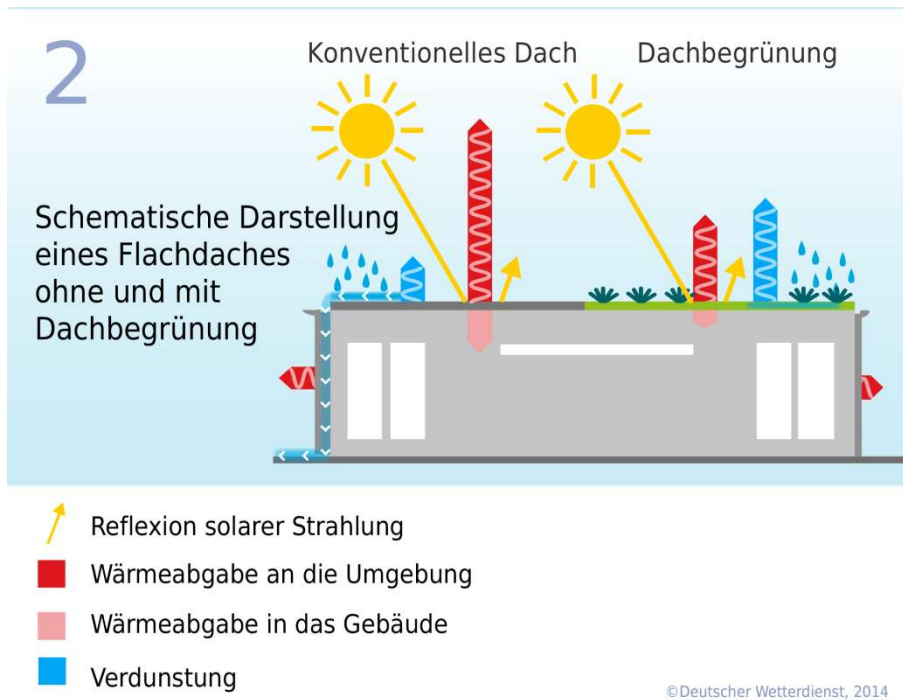 2
Konventionelles Dach
Dachbegrünung
Schematische Darstellung
eines Flachdaches
ohne und mit
Dachbegrünung
Reflexion solarer Strahlung
Wärmeabgabe an die Umgebung
Wärmeabgabe in das Gebäude
Verdunstung
©Deutscher Wetterdienst, 2014